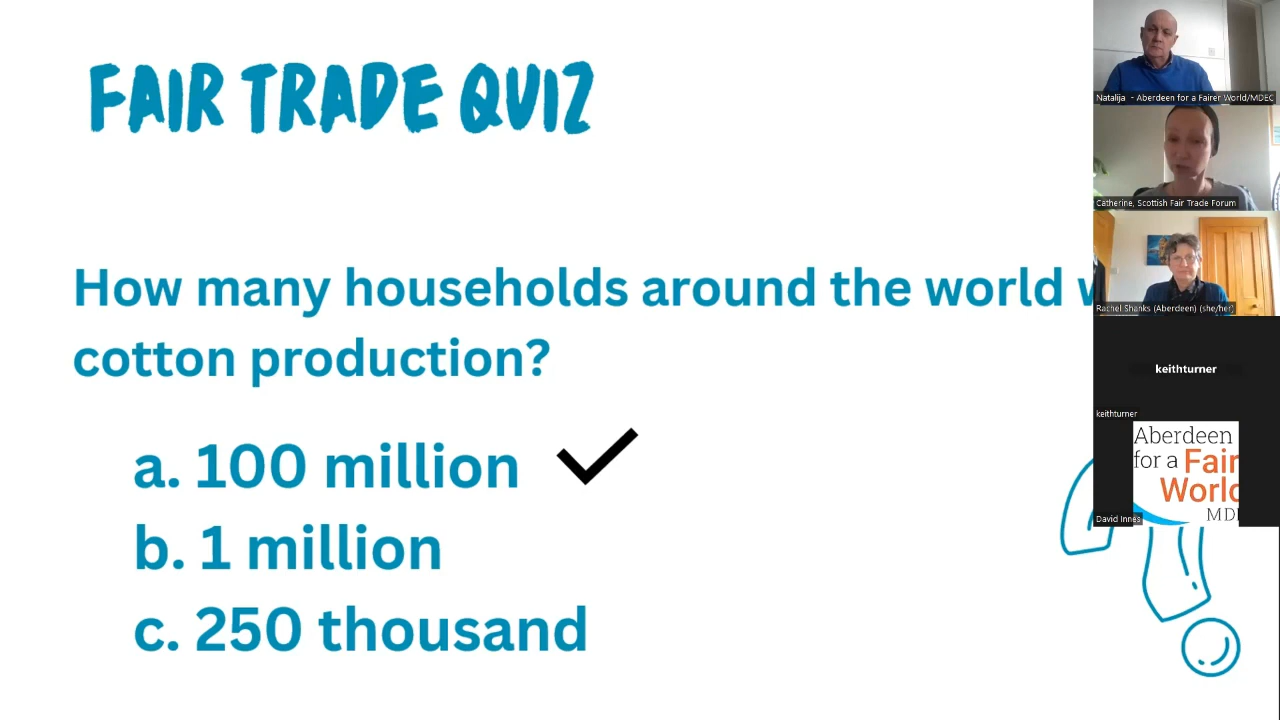 FAIR TRADE QUIZ
How many households around the world
cotton production?
a. 100 million
b. 1 million
c. 250 thousand
Natalija - Aberdeen for a Fairer World/MDEC
Catherine, Scottish Fair Trade Forum
Rachel Shanks (Aberdeen) (she/her)
keithturner
keithturner
Aberdeen
for a Fair
World
MD
David Innes